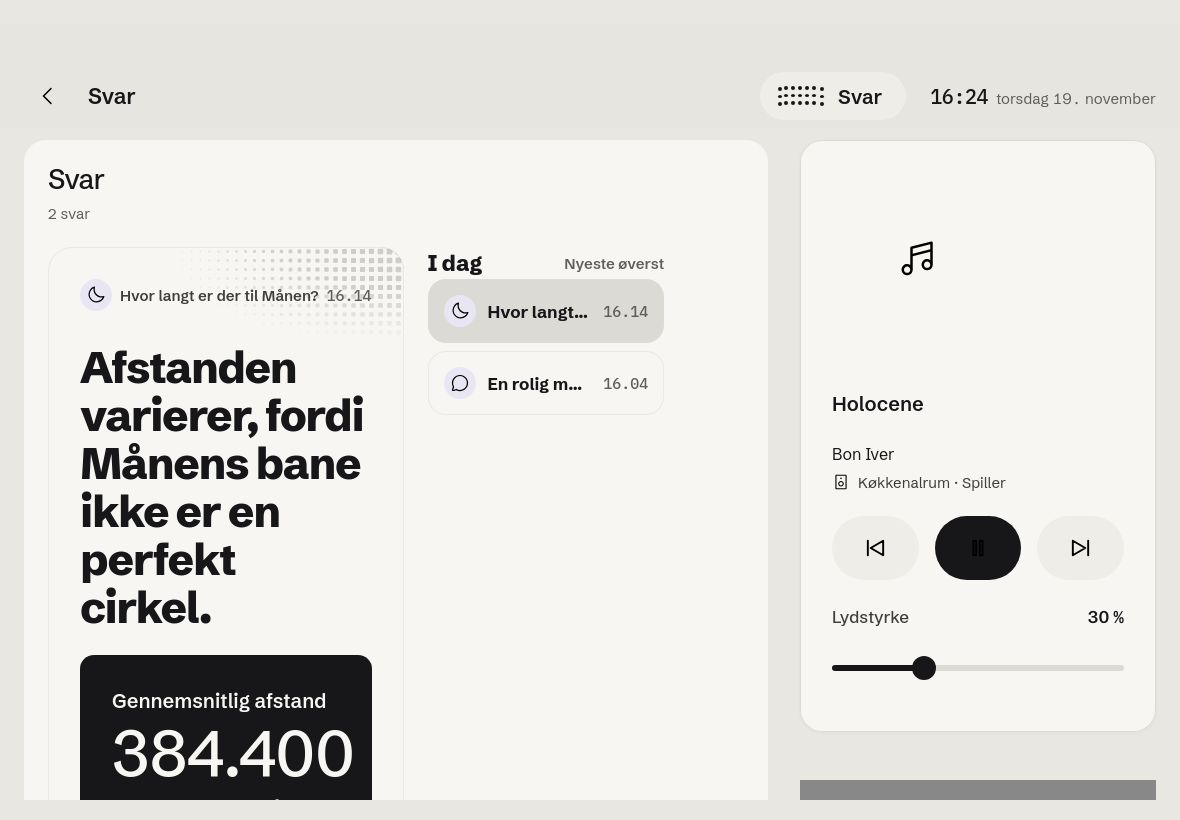 Svar
Svar
16:24 torsdag 19. november
Svar
2 svar
Hvor langt er der til Månen? 16.14
Afstanden
varierer, fordi
Månens bane
ikke er en
perfekt
cirkel.
Gennemsnitlig afstand
384.400
I dag
Nyeste øverst
Hvor langt... 16.14
En rolig m... 16.04
Holocene
Bon Iver
Køkkenalrum · Spiller
Lydstyrke 30 %